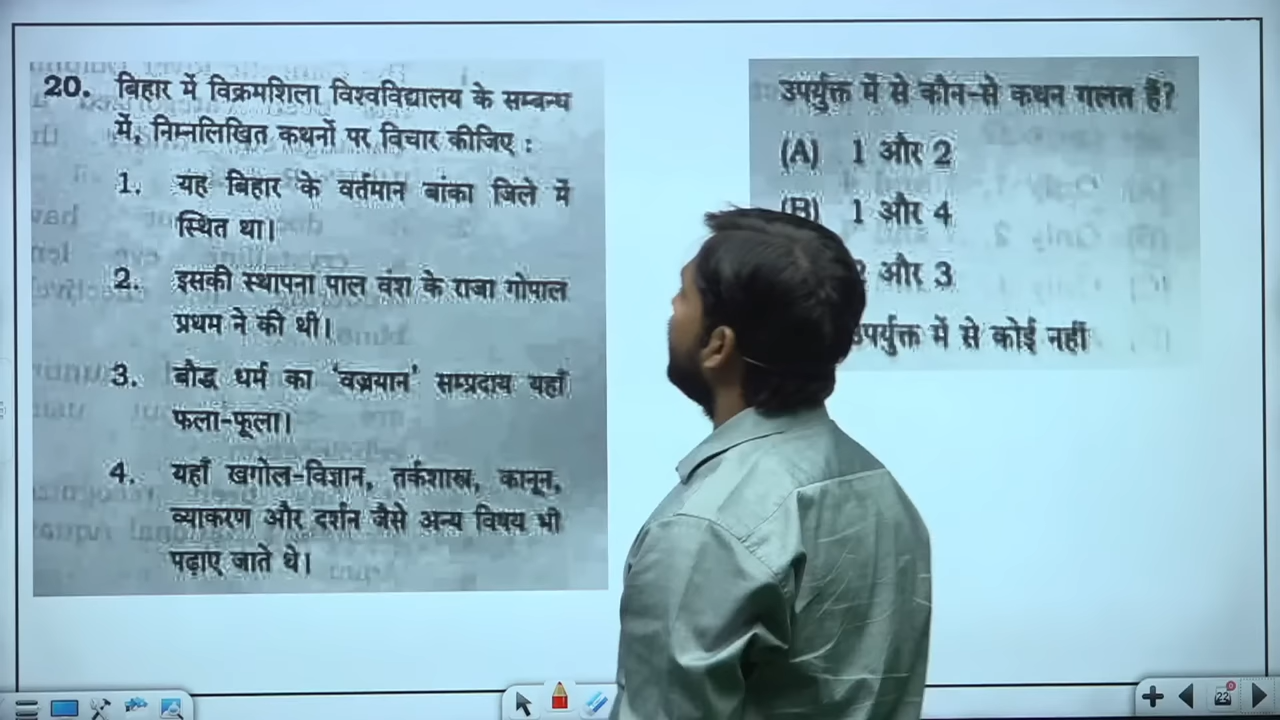 20. बिहार में विक्रमशिला विश्वविद्यालय के सम्बन्ध
में, निम्नलिखित कथनों पर विचार कीजिए :
1. यह बिहार के वर्तमान बांका जिले में
स्थित था।
2. इसकी स्थापना पाल वंश के राजा गोपाल
प्रथम ने की थी।
3. बौद्ध धर्म का 'वज्रयान' सम्प्रदाय यहाँ
फला-फूला।
4. यहाँ खगोल-विज्ञान, तर्कशास्त्र, कानून,
व्याकरण और दर्शन जैसे अन्य विषय भी
पढ़ाए जाते थे।
उपर्युक्त में से कौन-से कथन गलत हैं?
(A) 1 और 2
(B) 1 और 4
और 3
उपर्युक्त में से कोई नहीं
22